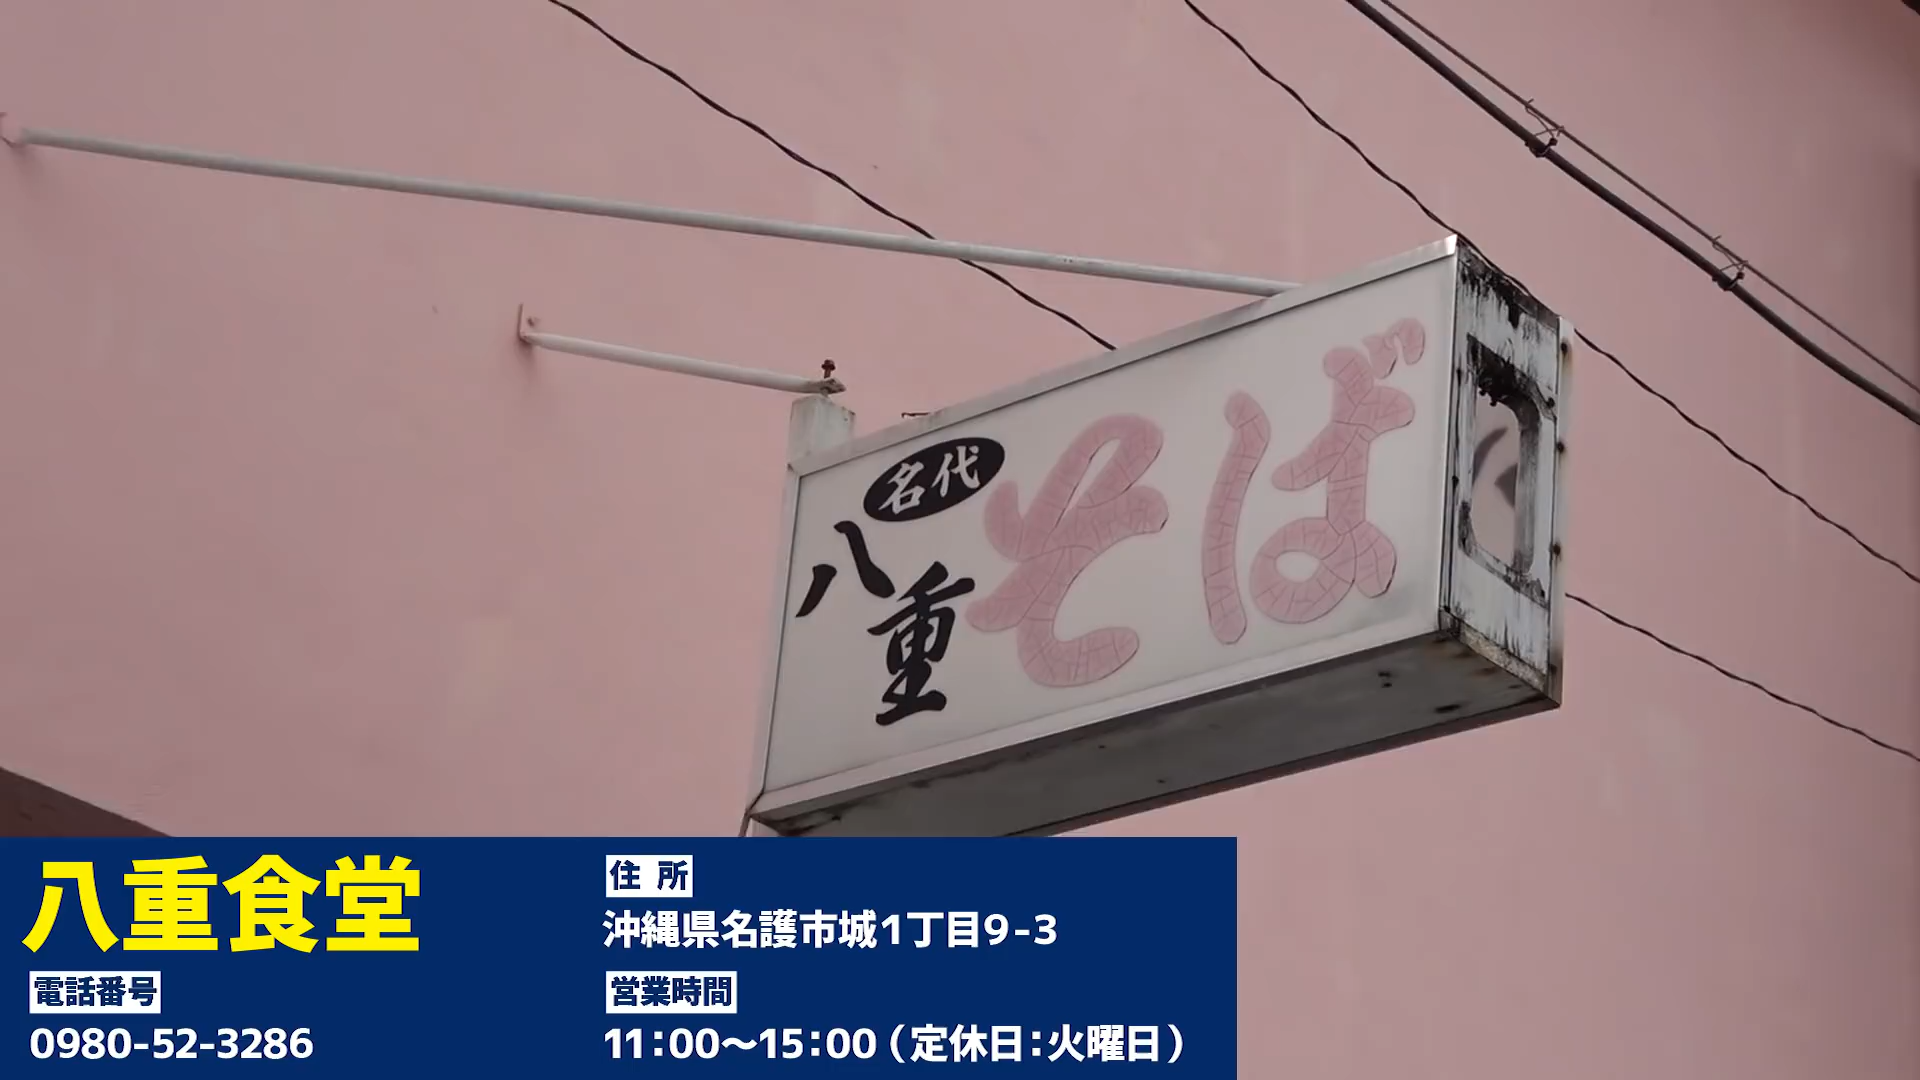 名代
八重
そば
八重食堂
電話番号
0980-52-3286
住所
沖縄県名護市城1丁目9-3
営業時間
11:00〜15:00（定休日:火曜日）